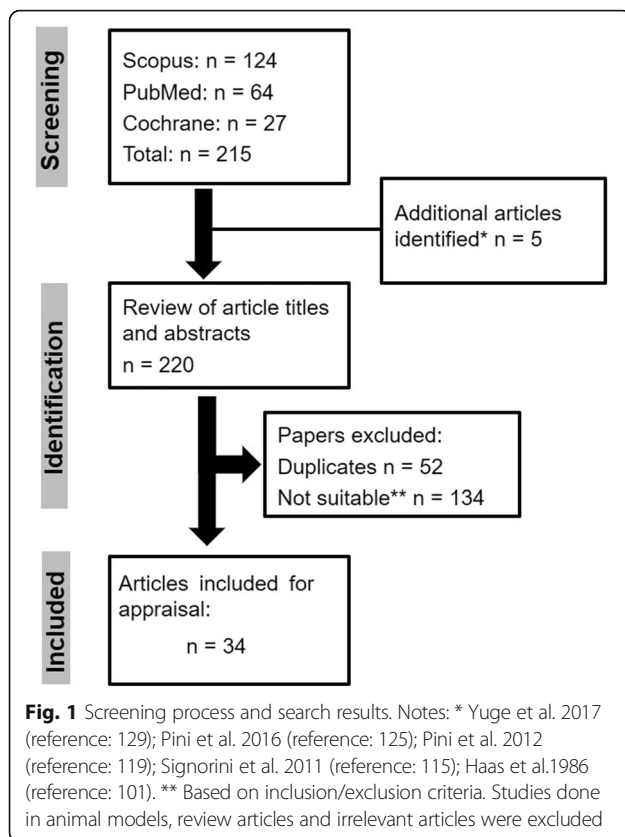 Screening
Scopus: n = 124
PubMed: n = 64
Cochrane: n = 27
Total: n = 215
Additional articles
identified* n = 5
Identification
Review of article titles
and abstracts
n = 220
Papers excluded:
Duplicates n = 52
Not suitable** n = 134
Included
Articles included for
appraisal:
n = 34
Fig. 1 Screening process and search results. Notes: * Yuge et al. 2017
(reference: 129); Pini et al. 2016 (reference: 125); Pini et al. 2012
(reference: 119); Signorini et al. 2011 (reference: 115); Haas et al.1986
(reference: 101). ** Based on inclusion/exclusion criteria. Studies done
in animal models, review articles and irrelevant articles were excluded